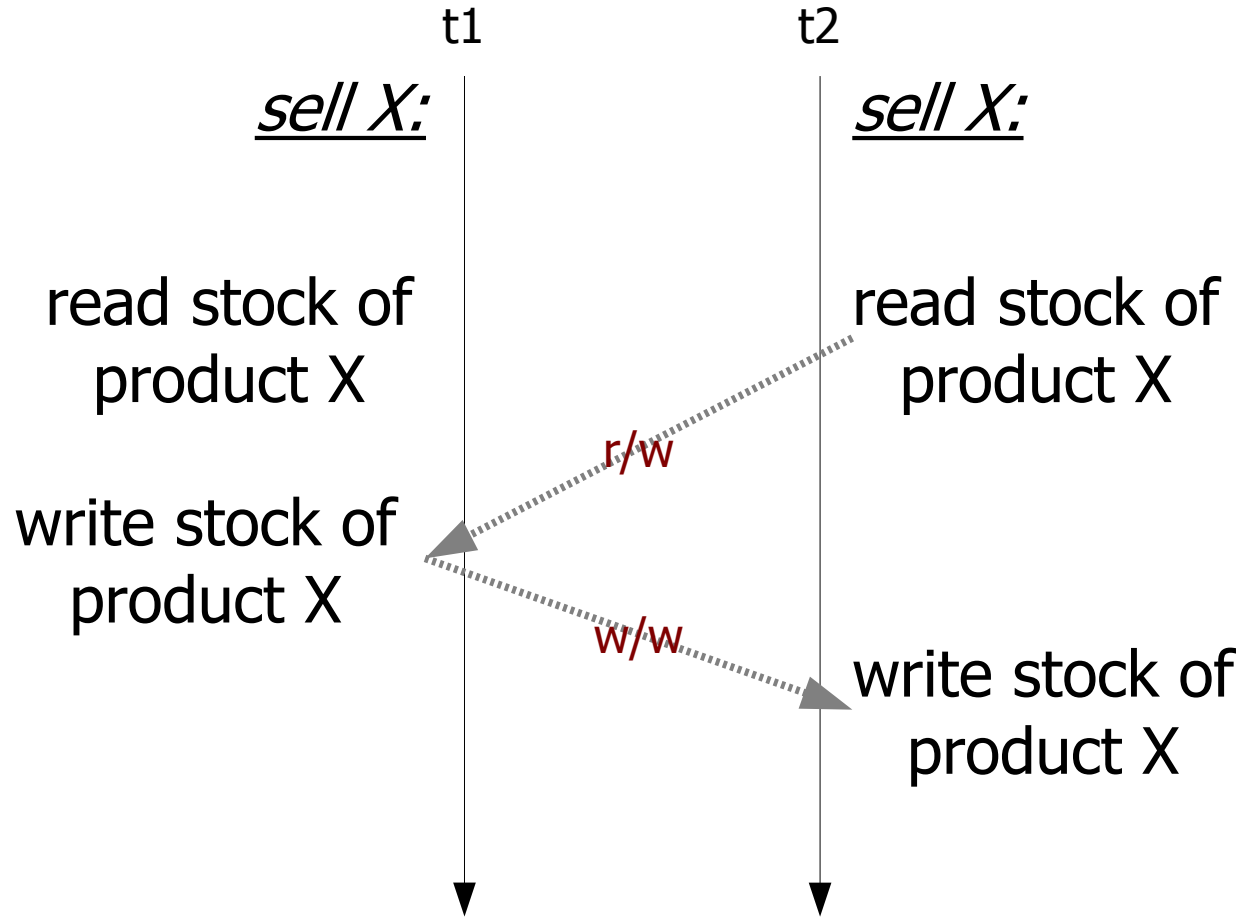 t1
t2
sell X:
sell X:
read stock of
product X
read stock of
product X
r/w
write stock of
product X
w/w
write stock of
product X